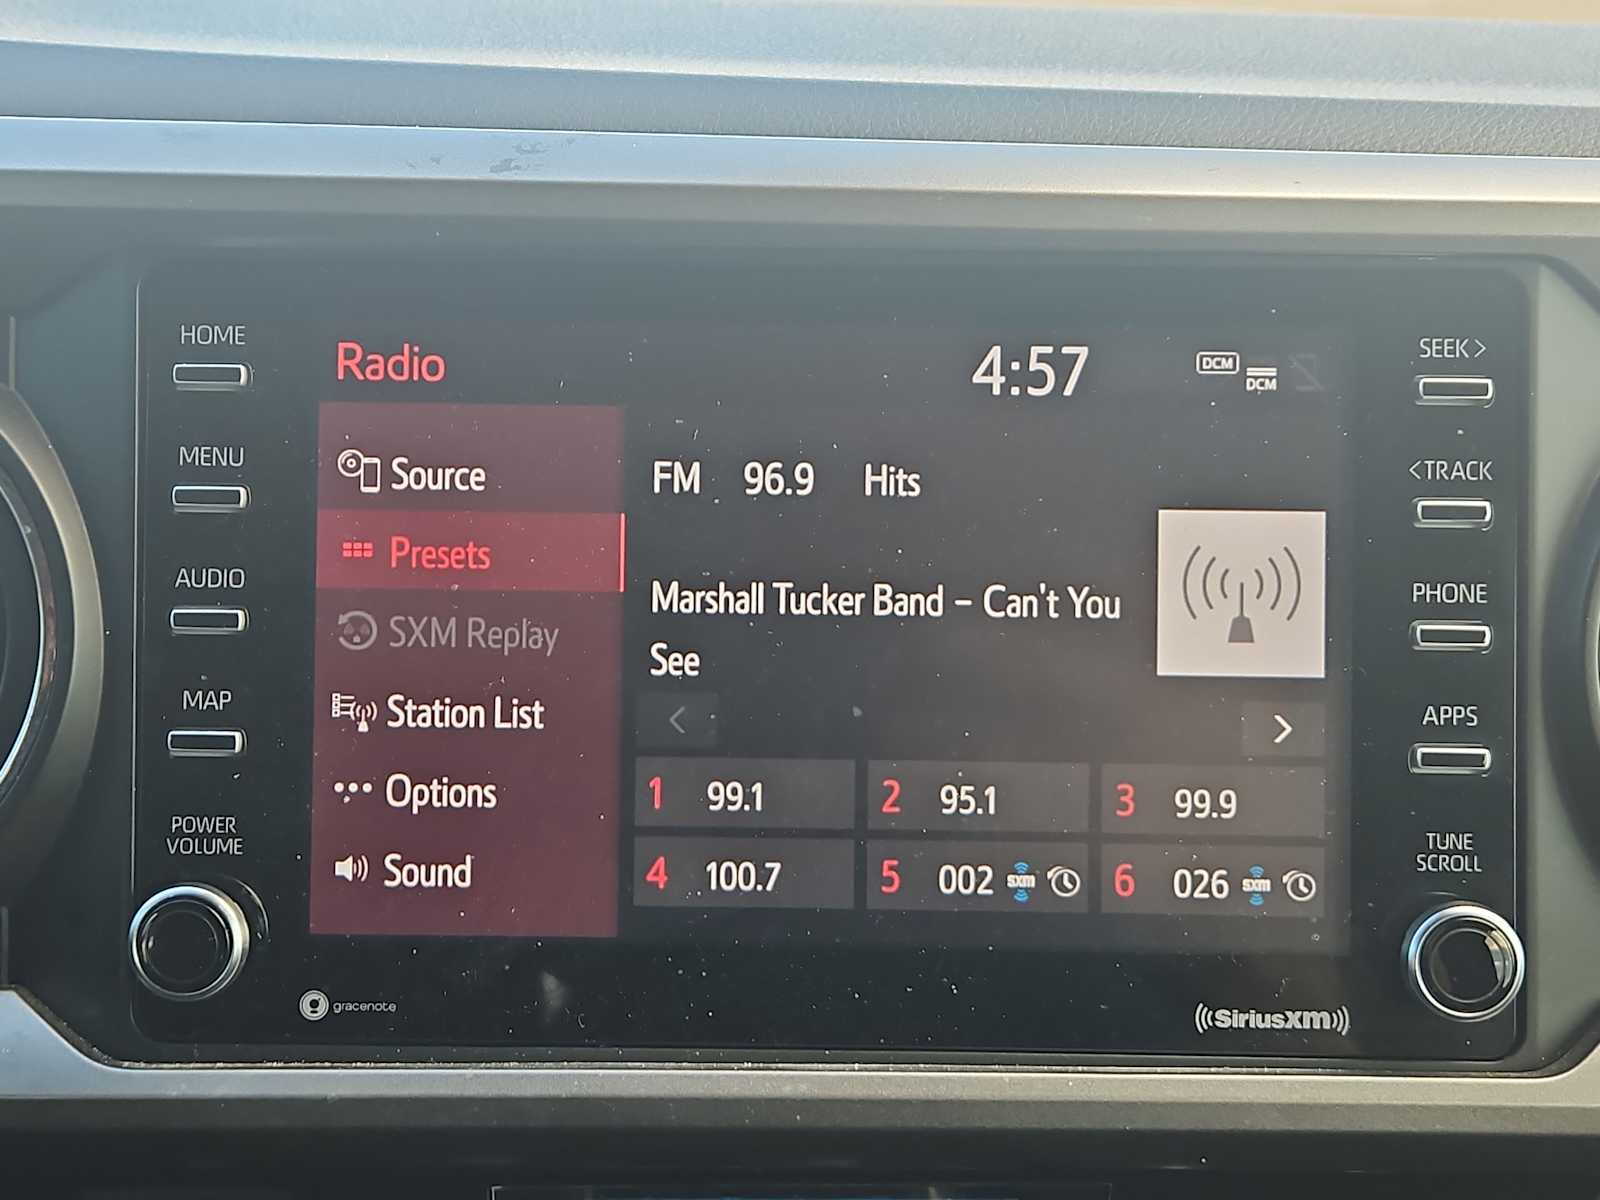 HOME
MENU
AUDIO
MAP
POWER
VOLUME
Radio
4:57
DCM
DCM
Source
Presets
SXM Replay
Station List
Options
Sound
FM 96.9 Hits
Marshall Tucker Band – Can't You
See
1 99.1
2 95.1
3 99.9
4 100.7
5 002 sxm
6 026 sxm
SEEK >
< TRACK
PHONE
APPS
TUNE
SCROLL
gracenote
SiriusXM